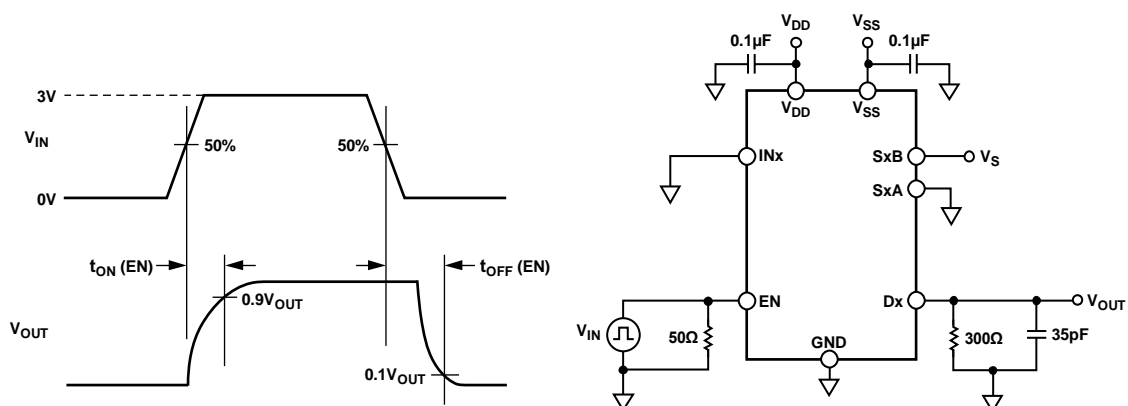 3V
V_IN
50%
50%
0V
t_ON (EN)
t_OFF (EN)
0.9V_OUT
V_OUT
0.1V_OUT
V_DD
V_SS
0.1µF
0.1µF
V_DD
V_SS
INx
SxB
V_S
SxA
EN
Dx
V_OUT
V_IN
50Ω
GND
300Ω
35pF